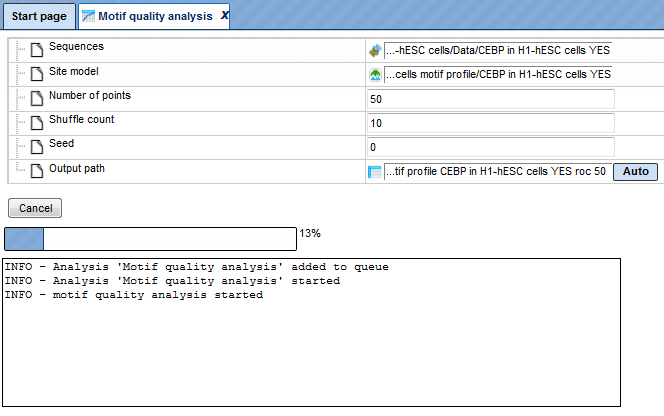 Start page Motif quality analysis x
Sequences ...-hESC cells/Data/CEBP in H1-hESC cells YES
Site model ...cells motif profile/CEBP in H1-hESC cells YES
Number of points 50
Shuffle count 10
Seed 0
Output path ...tif profile CEBP in H1-hESC cells YES roc 50 Auto
Cancel
13%
INFO - Analysis 'Motif quality analysis' added to queue
INFO - Analysis 'Motif quality analysis' started
INFO - motif quality analysis started